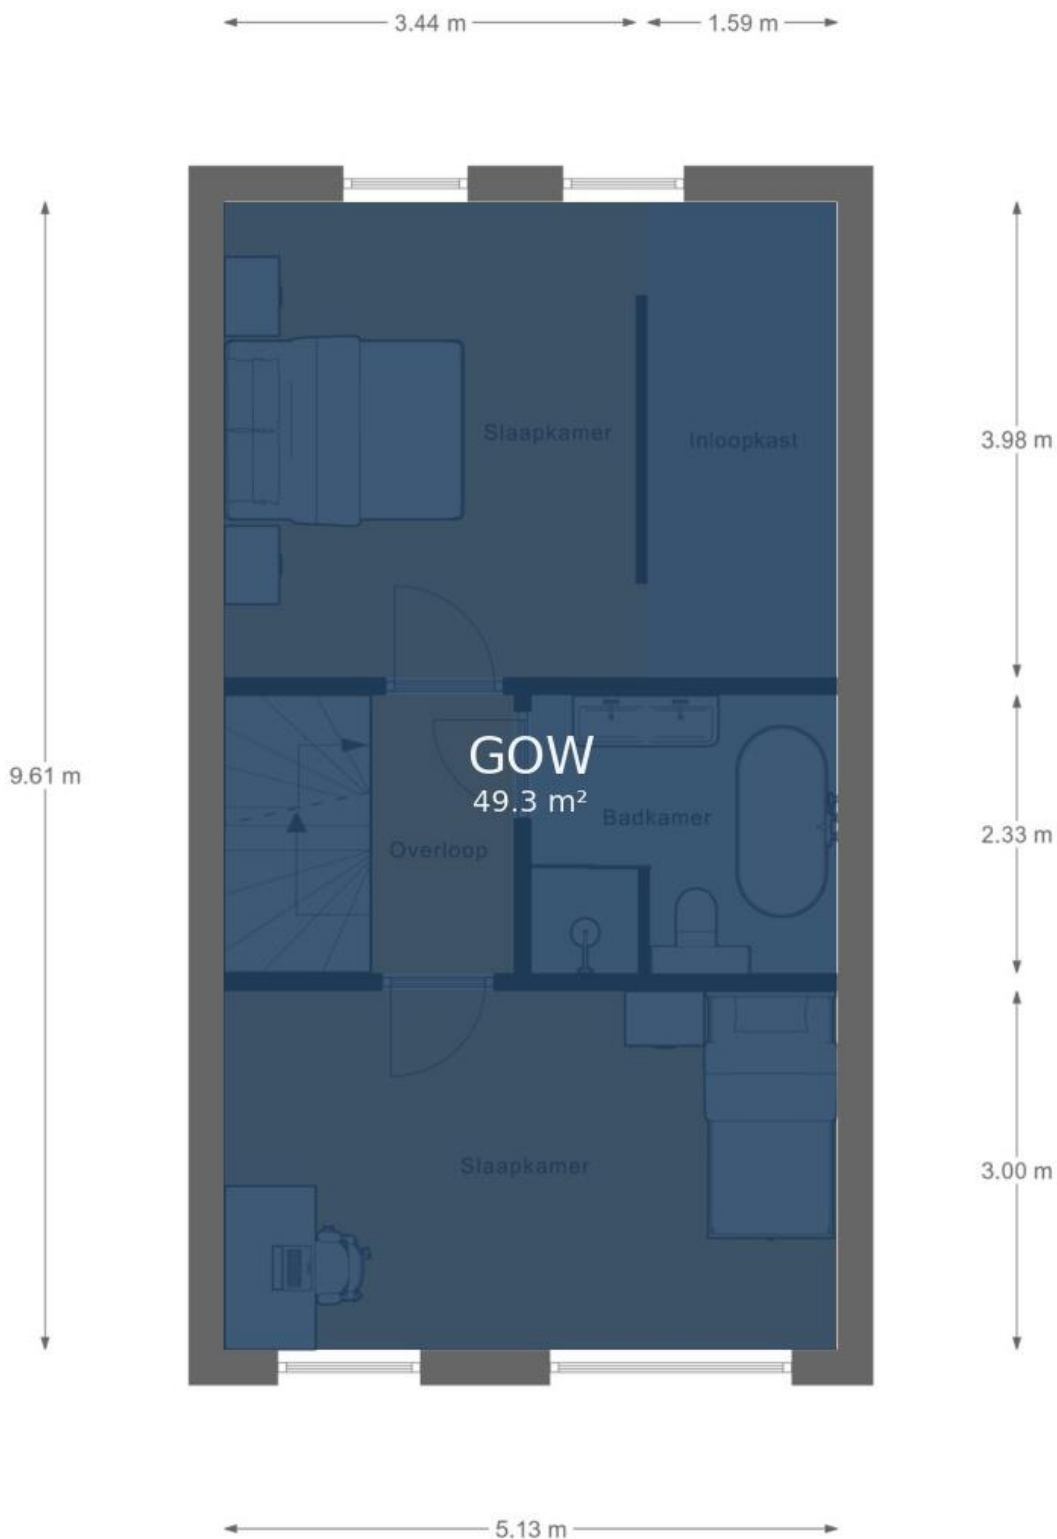 3.44 m
1.59 m
Slaapkamer
Inloopkast
3.98 m
9.61 m
GOW
49.3 m²
Badkamer
Overloop
2.33 m
Slaapkamer
3.00 m
5.13 m